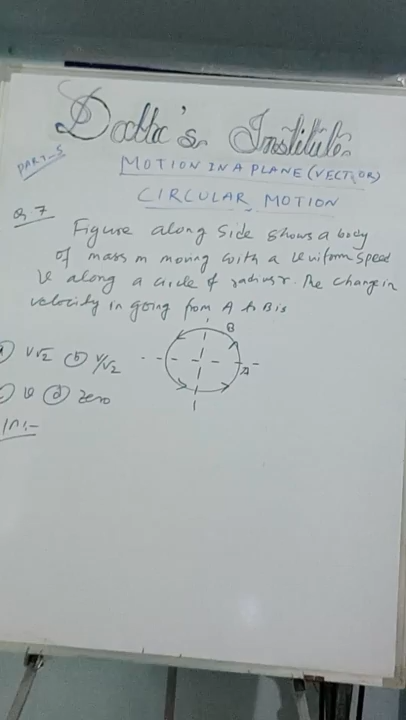 Datta's Institute
PART-5
MOTION IN A PLANE (VECTOR)
CIRCULAR MOTION
Q.7
Figure along Side shows a body
of mass m moving with a uniform speed
v along a circle of radius r. The change in
velocity in going from A to B is
B
A
a) v√2 (b) v/√2
c) v (d) zero